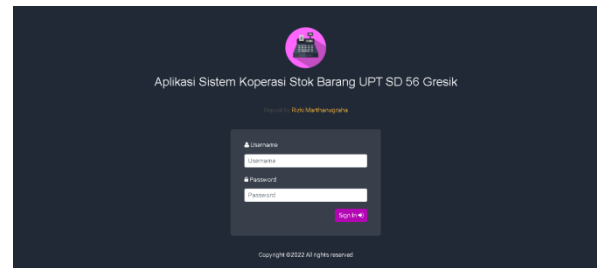 Aplikasi Sistem Koperasi Stok Barang UPT SD 56 Gresik
by Rizki Marthanugraha
Username
Username
Password
Password
Sign In
Copyright ©2022 All rights reserved